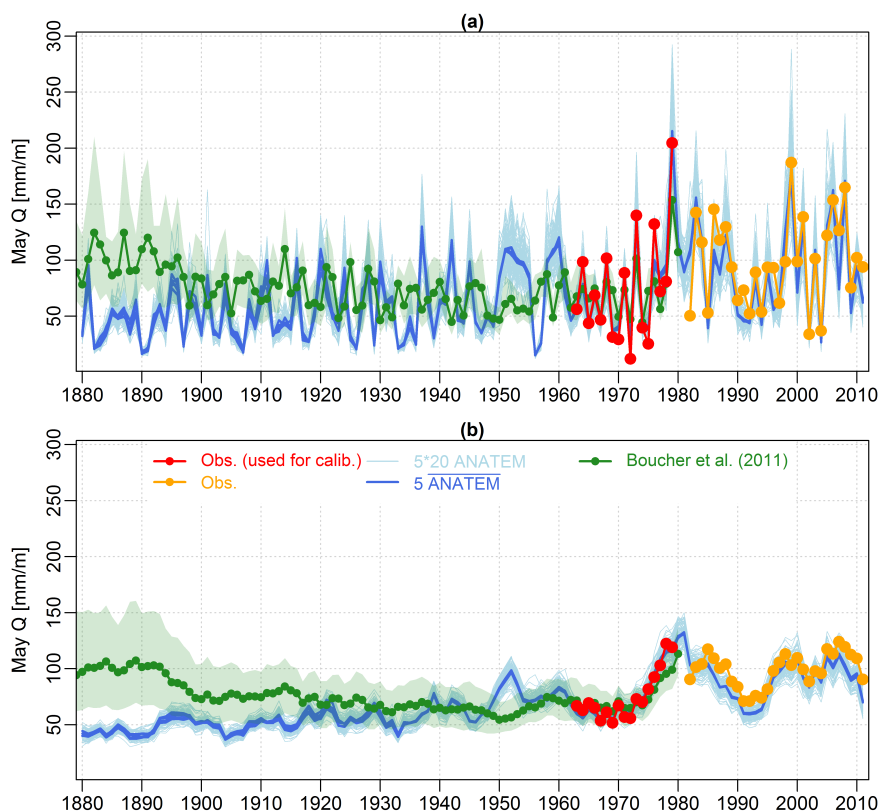 (a)
May Q [mm/m]
300
250
200
150
100
50
1880 1890 1900 1910 1920 1930 1940 1950 1960 1970 1980 1990 2000 2010
(b)
May Q [mm/m]
300
250
200
150
100
50
Obs. (used for calib.)
5*20 ANATEM
Boucher et al. (2011)
Obs.
5 ANATEM
1880 1890 1900 1910 1920 1930 1940 1950 1960 1970 1980 1990 2000 2010